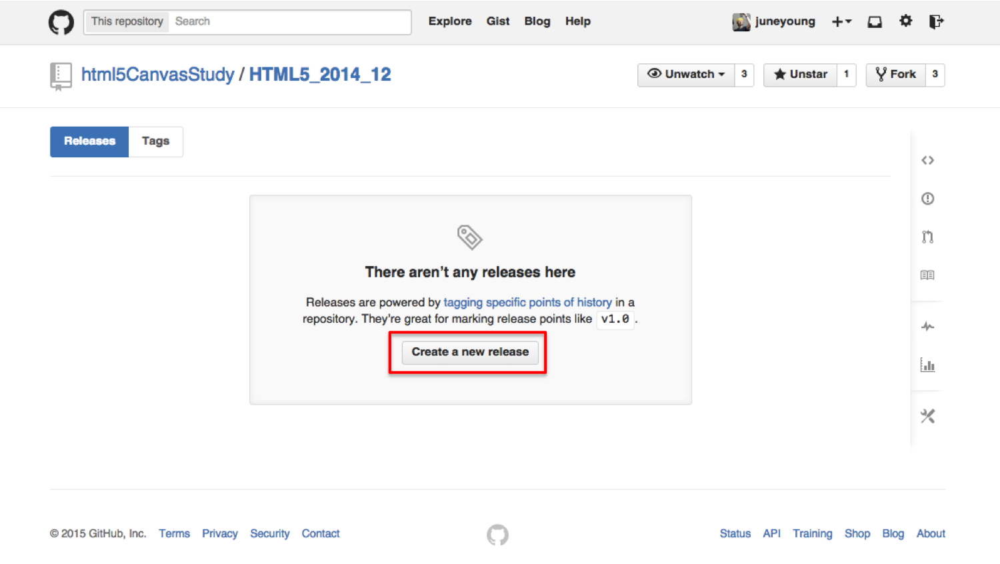 This repository Search Explore Gist Blog Help juneyoung
html5CanvasStudy / HTML5_2014_12 Unwatch 3 Unstar 1 Fork 3
Releases Tags
There aren't any releases here
Releases are powered by tagging specific points of history in a
repository. They're great for marking release points like v1.0.
Create a new release
© 2015 GitHub, Inc. Terms Privacy Security Contact Status API Training Shop Blog About